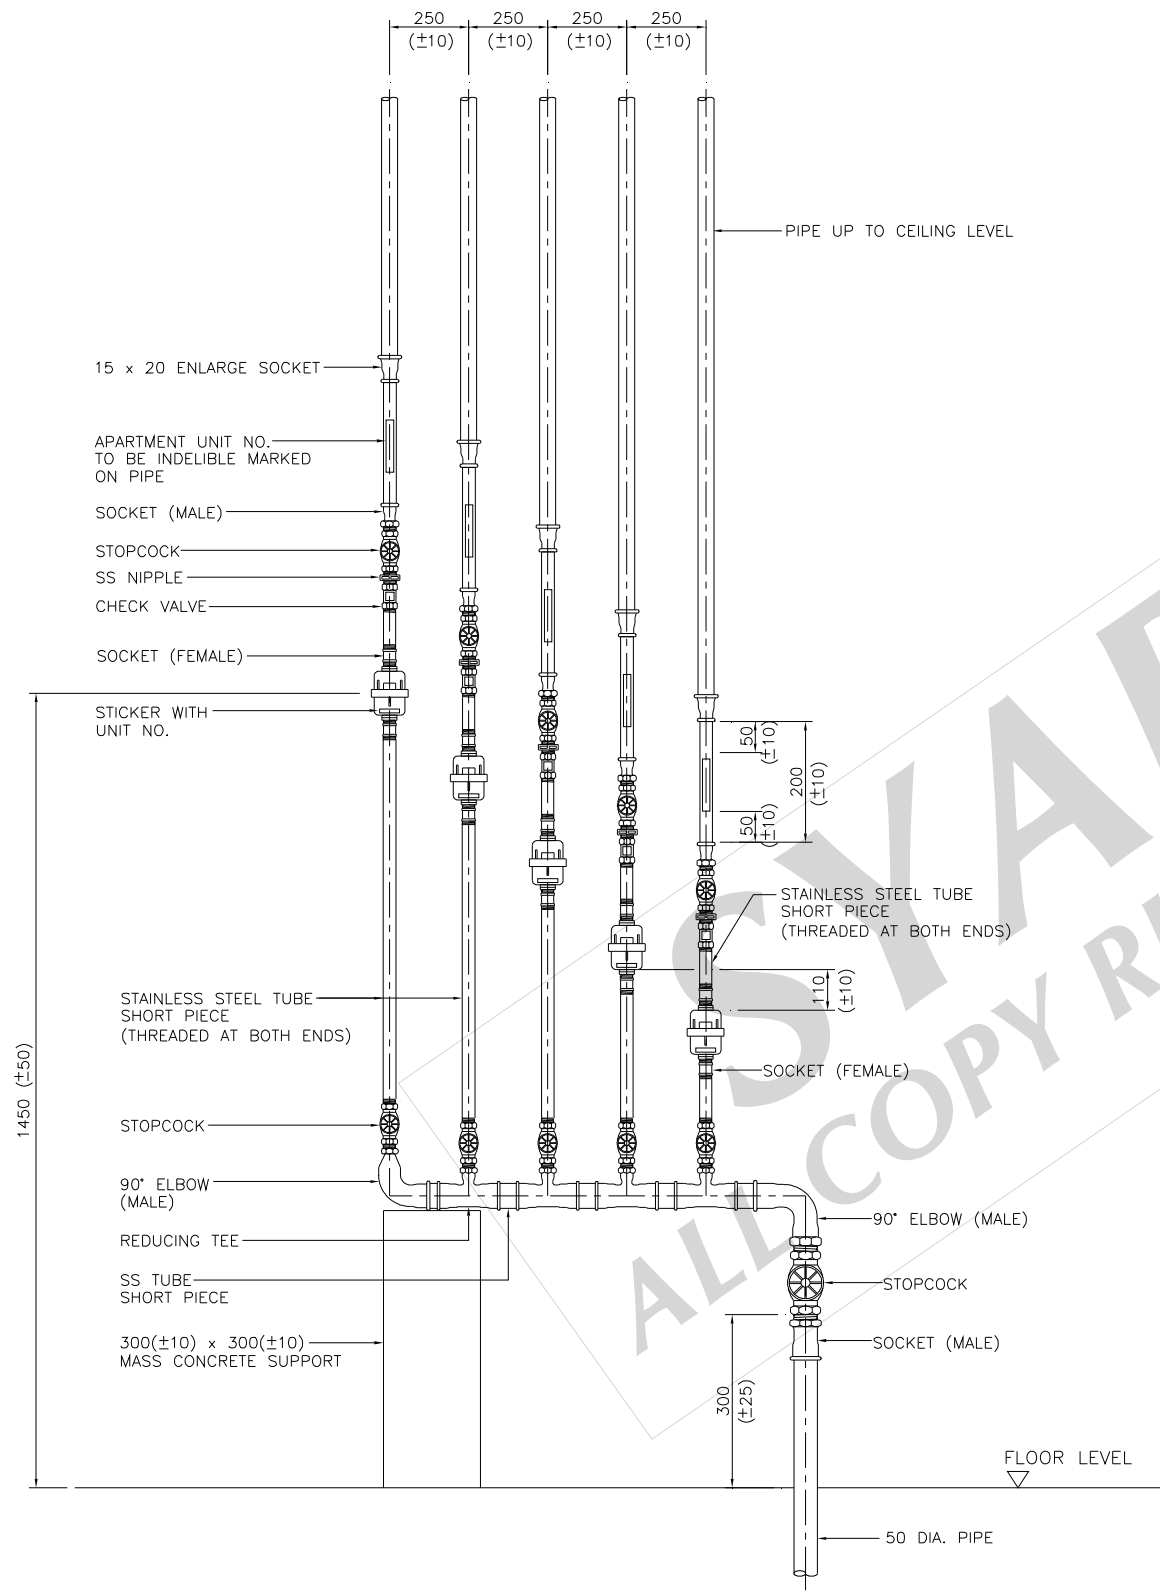 250 250 250 250
(±10) (±10) (±10) (±10)
PIPE UP TO CEILING LEVEL
15 x 20 ENLARGE SOCKET
APARTMENT UNIT NO.
TO BE INDELIBLE MARKED
ON PIPE
SOCKET (MALE)
STOPCOCK
SS NIPPLE
CHECK VALVE
SOCKET (FEMALE)
STICKER WITH
UNIT NO.
50
(±10)
200
(±10)
50
(±10)
STAINLESS STEEL TUBE
SHORT PIECE
(THREADED AT BOTH ENDS)
110
(±10)
STAINLESS STEEL TUBE
SHORT PIECE
(THREADED AT BOTH ENDS)
SOCKET (FEMALE)
1450 (±50)
STOPCOCK
90° ELBOW
(MALE)
90° ELBOW (MALE)
REDUCING TEE
SS TUBE
SHORT PIECE
STOPCOCK
300(±10) x 300(±10)
MASS CONCRETE SUPPORT
SOCKET (MALE)
300
(±25)
FLOOR LEVEL
50 DIA. PIPE
ALL COPY